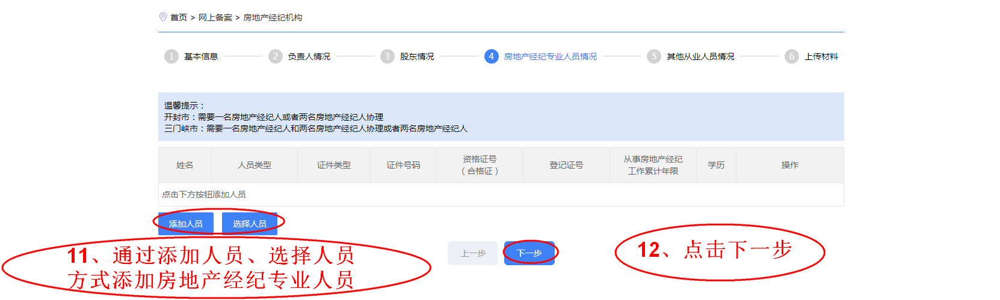 首页 > 网上备案 > 房地产经纪机构
1 基本信息 2 负责人情况 3 股东情况 4 房地产经纪专业人员情况 5 其他从业人员情况 6 上传材料
温馨提示：
开封市：需要一名房地产经纪人或者两名房地产经纪人协理
三门峡市：需要一名房地产经纪人和两名房地产经纪人协理或者两名房地产经纪人
姓名 人员类型 证件类型 证件号码 资格证号（合格证） 登记证号 从事房地产经纪工作累计年限 学历 操作
点击下方按钮添加人员
添加人员 选择人员
上一步 下一步
11、通过添加人员、选择人员
方式添加房地产经纪专业人员
12、点击下一步